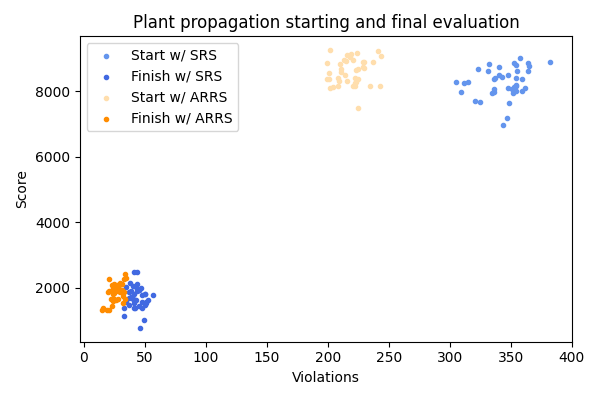 Plant propagation starting and final evaluation
Start w/ SRS
Finish w/ SRS
Start w/ ARRS
Finish w/ ARRS
Score
8000
6000
4000
2000
0 50 100 150 200 250 300 350 400
Violations